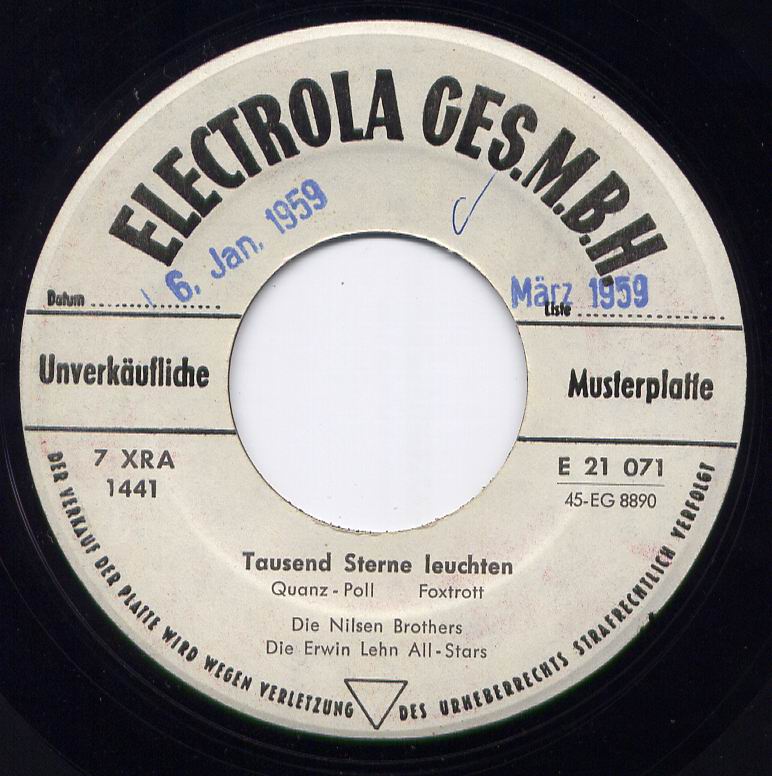 ELECTROLA GES.M.B.H.
Datum 6. Jan. 1959
März 1959
Liste
Unverkäufliche Musterplatte
7 XRA
1441
E 21 071
45-EG 8890
Tausend Sterne leuchten
Quanz - Poll Foxtrott
Die Nilsen Brothers
Die Erwin Lehn All-Stars
DER VERKAUF DER PLATTE WIRD WEGEN VERLETZUNG DES URHEBERRECHTS STRAFRECHTLICH VERFOLGT